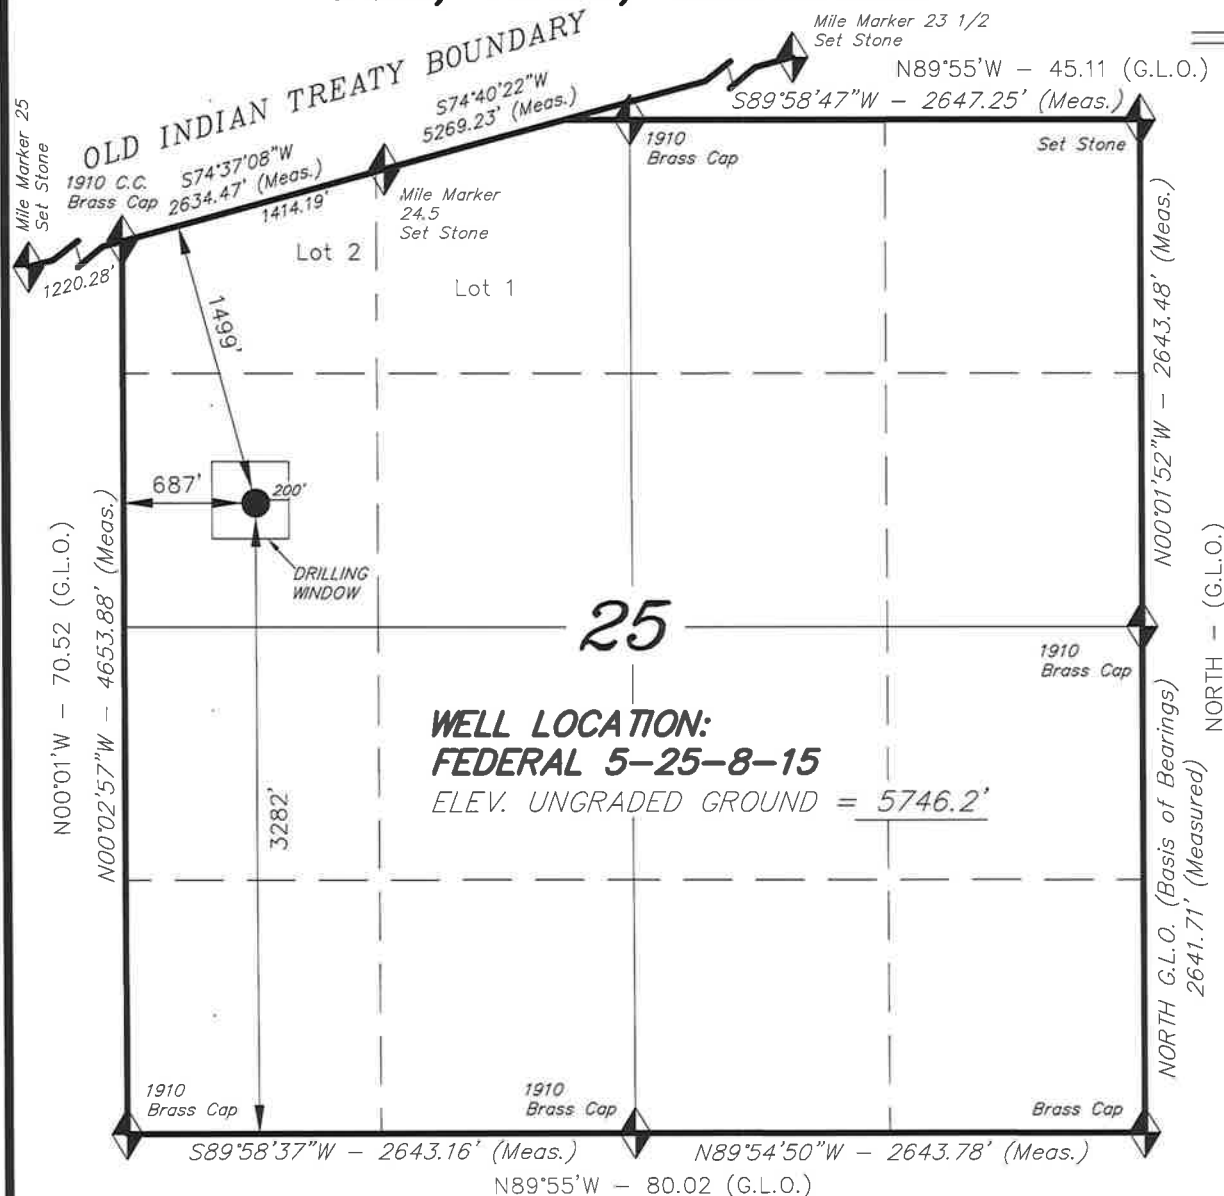 Mile Marker 23 1/2
Set Stone
N89°55'W – 45.11 (G.L.O.)
S89°58'47"W – 2647.25' (Meas.)
OLD INDIAN TREATY BOUNDARY
S74°40'22"W
5269.23' (Meas.)
Mile Marker 25
Set Stone
1910 C.C.
Brass Cap
S74°37'08"W
2634.47' (Meas.)
1414.19'
1910
Brass Cap
Set Stone
Mile Marker
24.5
Set Stone
1220.28'
Lot 2
Lot 1
1499'
687'
200'
DRILLING
WINDOW
N00°01'W – 70.52 (G.L.O.)
N00°02'57"W – 4653.88' (Meas.)
N00°01'52"W – 2643.48' (Meas.)
NORTH – (G.L.O.)
25
1910
Brass Cap
WELL LOCATION:
FEDERAL 5–25–8–15
ELEV. UNGRADED GROUND = 5746.2'
3282'
NORTH G.L.O. (Basis of Bearings)
2641.71' (Measured)
1910
Brass Cap
1910
Brass Cap
Brass Cap
S89°58'37"W – 2643.16' (Meas.)
N89°54'50"W – 2643.78' (Meas.)
N89°55'W – 80.02 (G.L.O.)